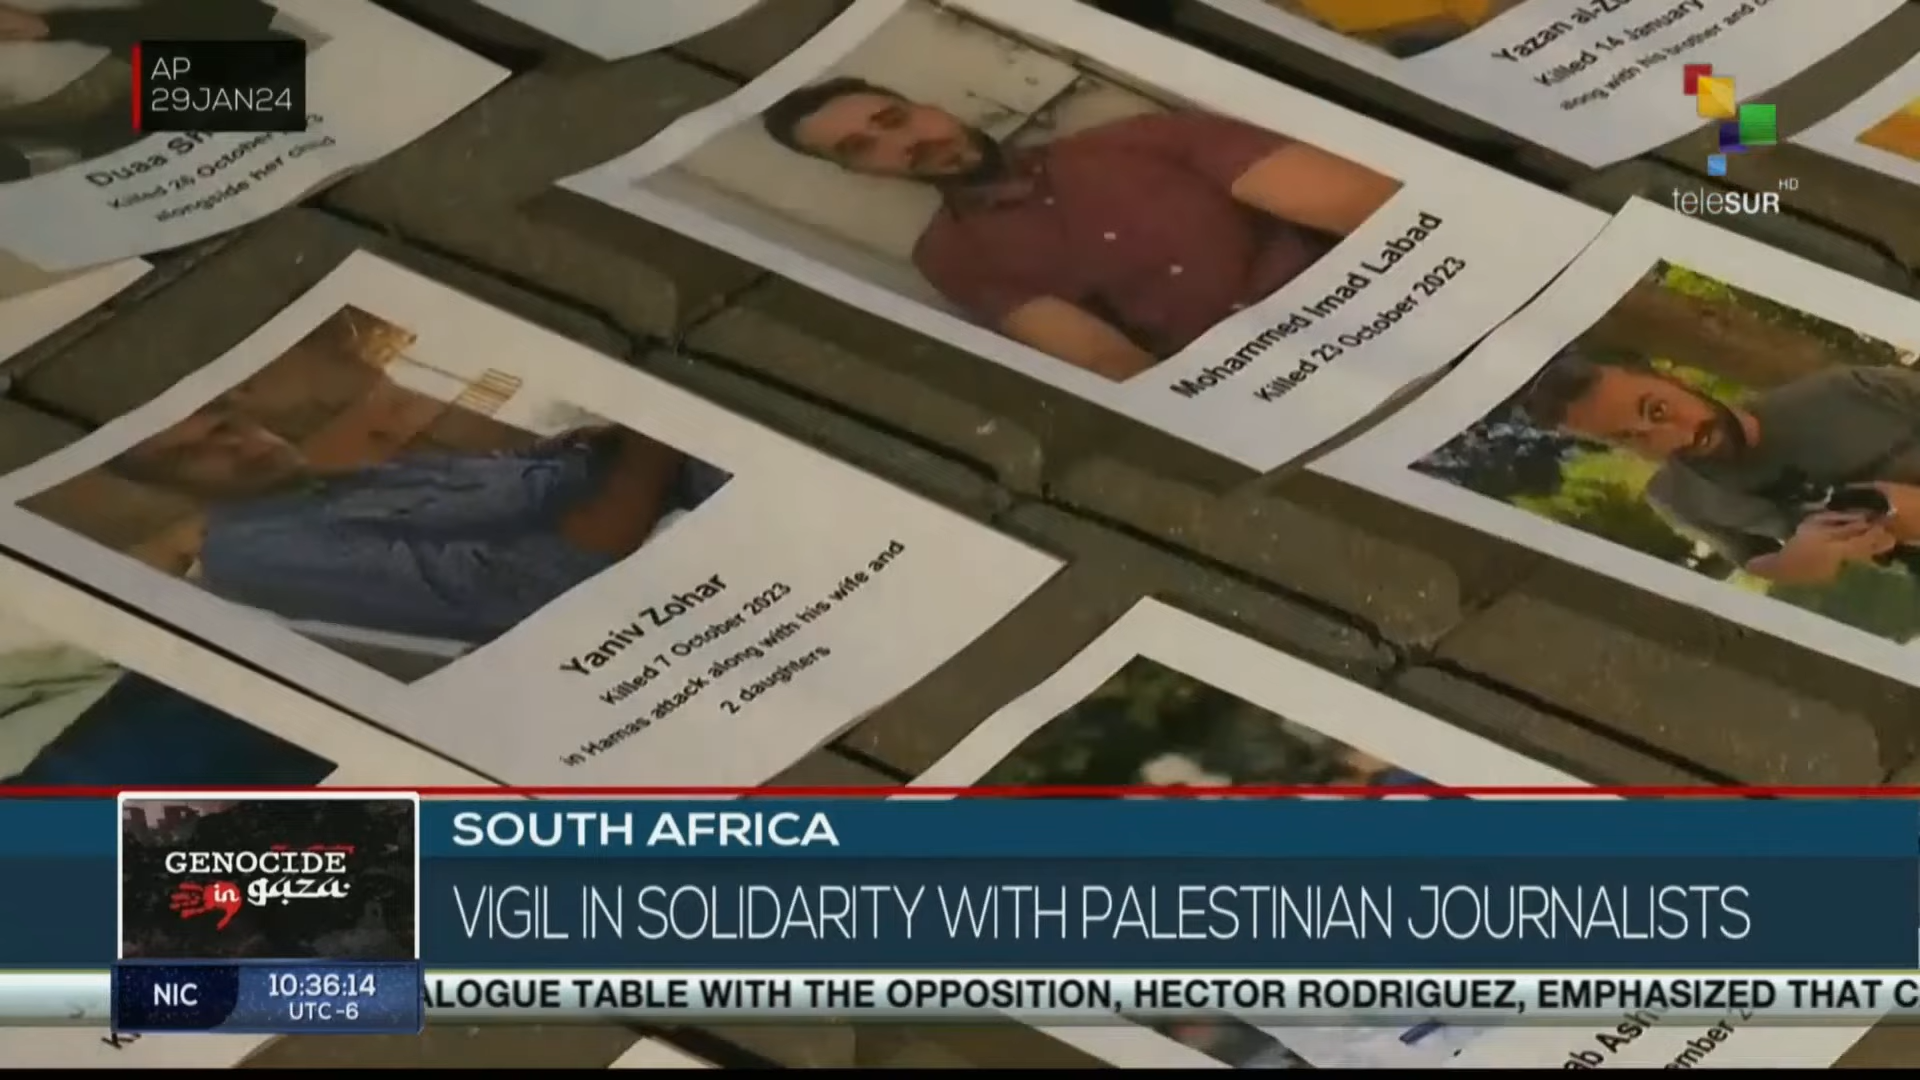 AP
29JAN24
Duaa
Killed 26 October
alongside her child
Yazan
Killed 14 January
along with his brother and
teleSUR HD
Mohammed Imad Labad
Killed 23 October 2023
Yaniv Zohar
Killed 7 October 2023
in Hamas attack along with his wife and
2 daughters
SOUTH AFRICA
GENOCIDE
in gaza
VIGIL IN SOLIDARITY WITH PALESTINIAN JOURNALISTS
NIC
10:36:14
UTC -6
ALOGUE TABLE WITH THE OPPOSITION, HECTOR RODRIGUEZ, EMPHASIZED THAT C